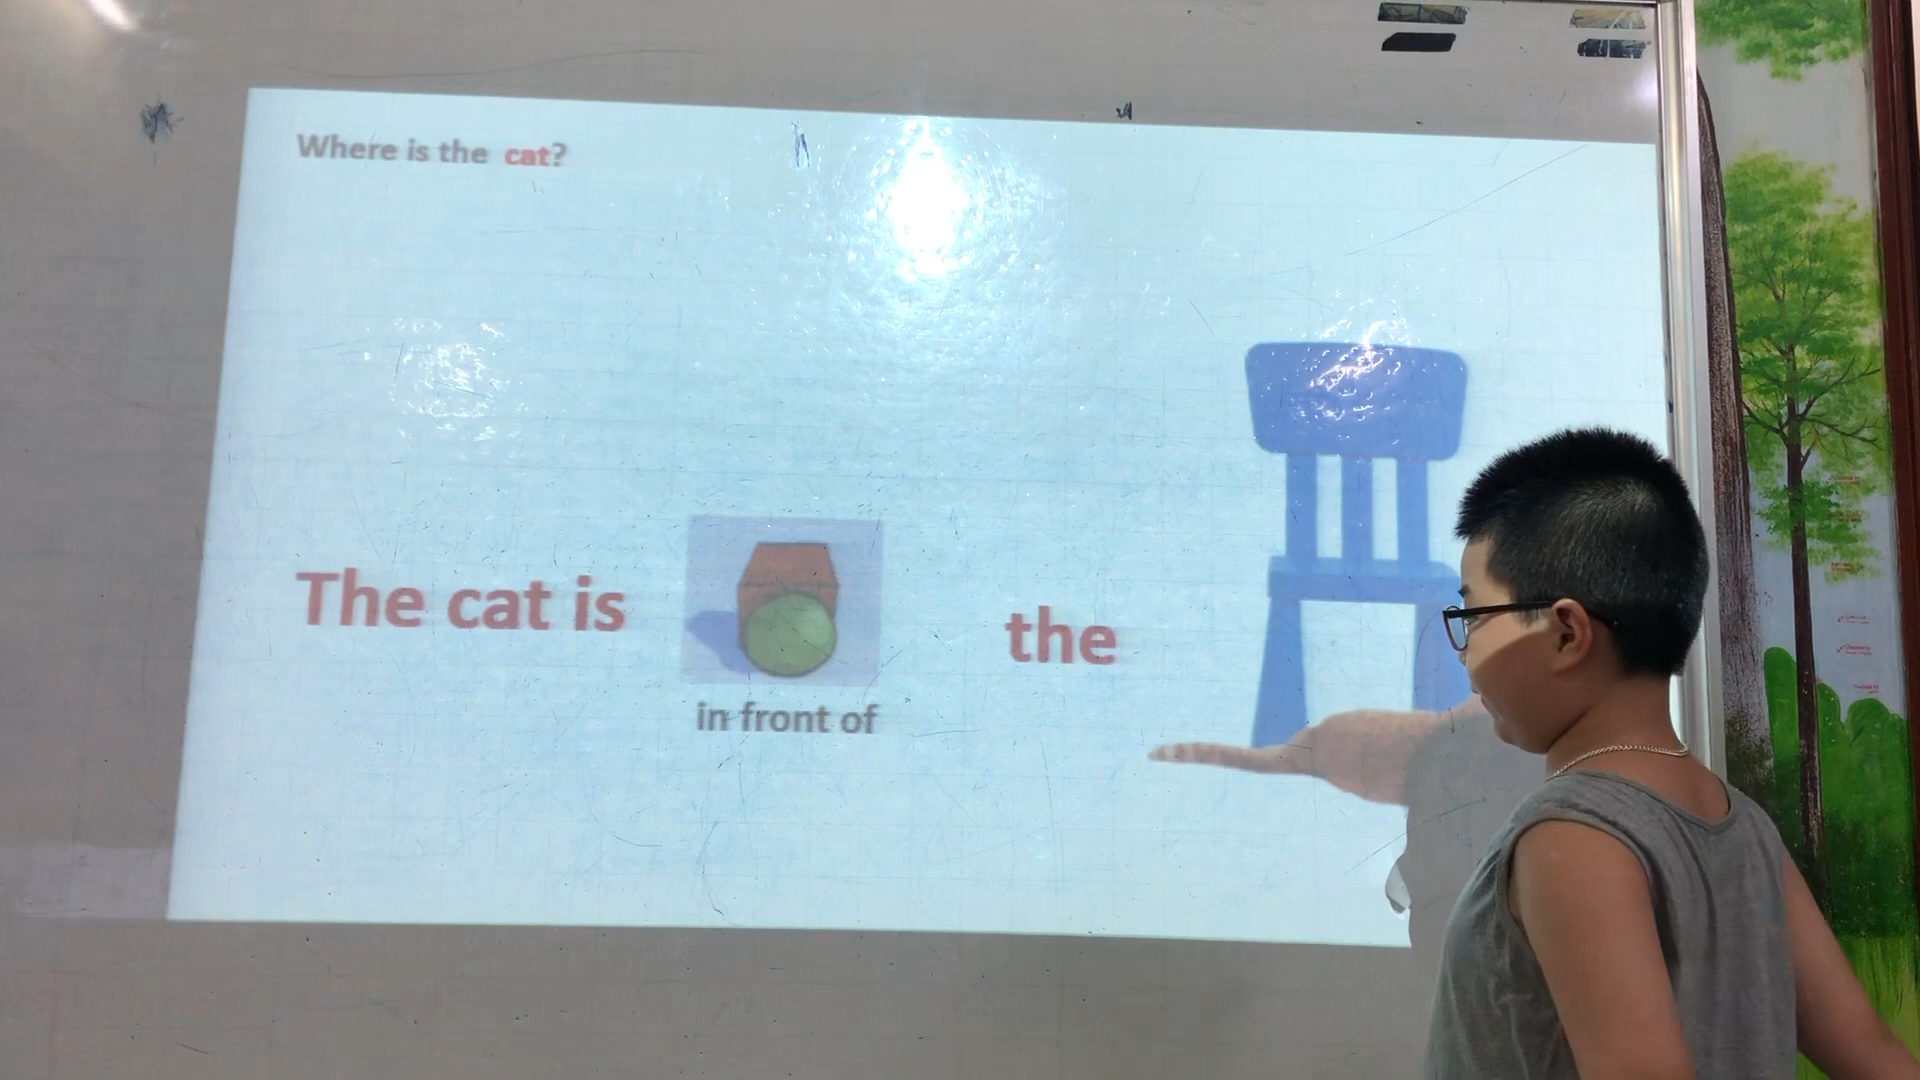 Where is the cat?
The cat is
the
in front of